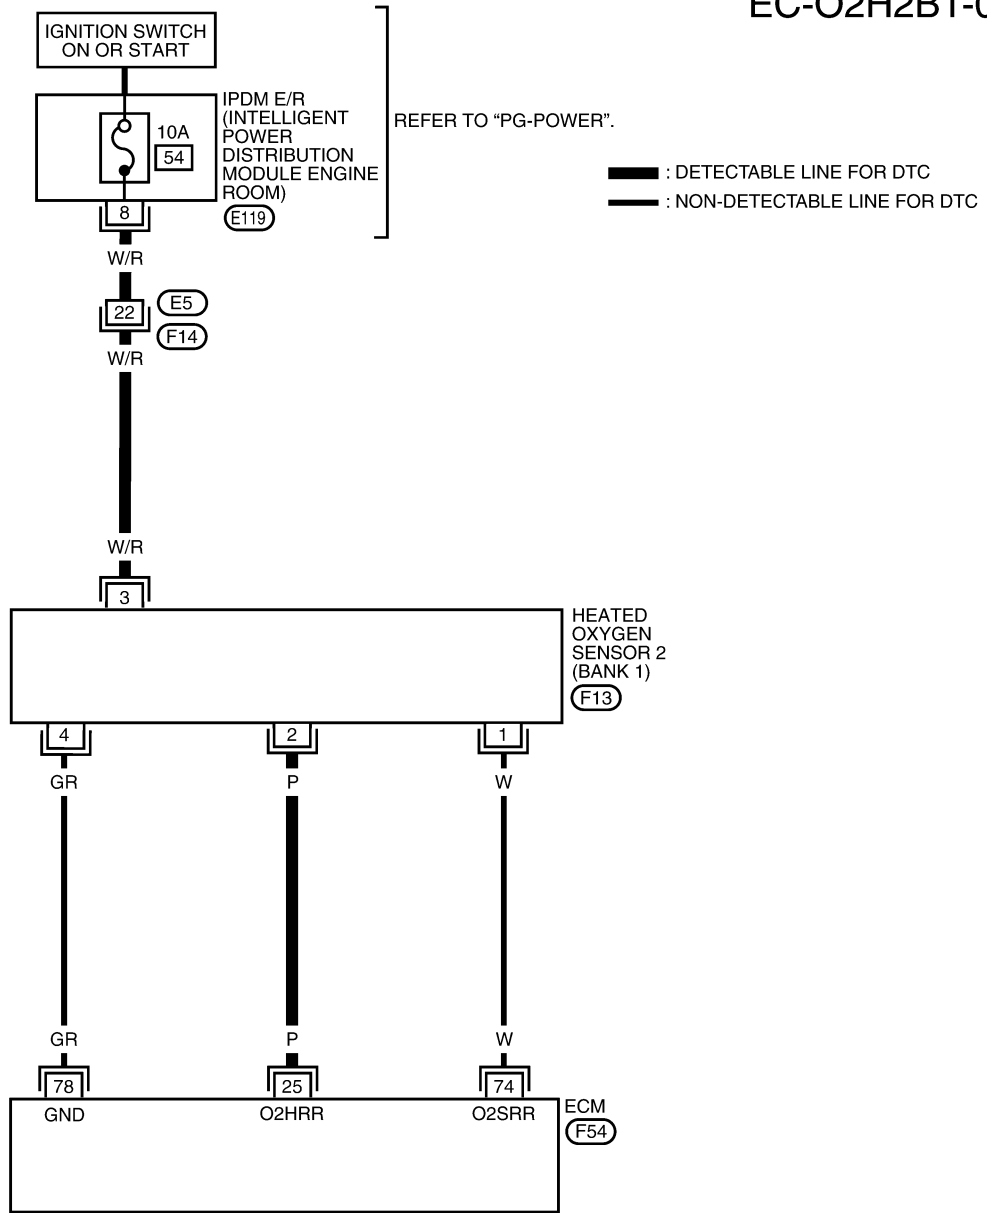 EC-O2H2B1-0
IGNITION SWITCH
ON OR START
IPDM E/R
(INTELLIGENT
POWER
DISTRIBUTION
MODULE ENGINE
ROOM)
E119
10A
54
8
REFER TO “PG-POWER”.
: DETECTABLE LINE FOR DTC
: NON-DETECTABLE LINE FOR DTC
W/R
22
E5
F14
W/R
W/R
3
HEATED
OXYGEN
SENSOR 2
(BANK 1)
F13
4 2 1
GR P W
GR P W
78 25 74
GND O2HRR O2SRR
ECM
F54